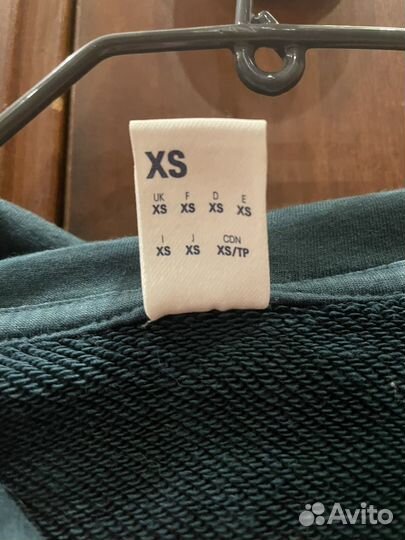 XS
UK F D E
XS XS XS XS
I J CDN
XS XS XS/TP
Avito